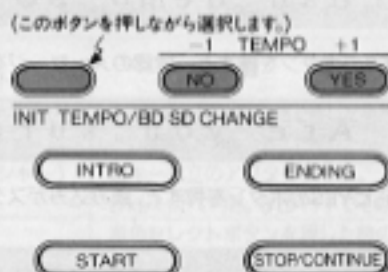 (このボタンを押しながら選択します。)
-1 TEMPO +1
NO YES
INIT TEMPO/BD SD CHANGE
INTRO ENDING
START STOP/CONTINUE